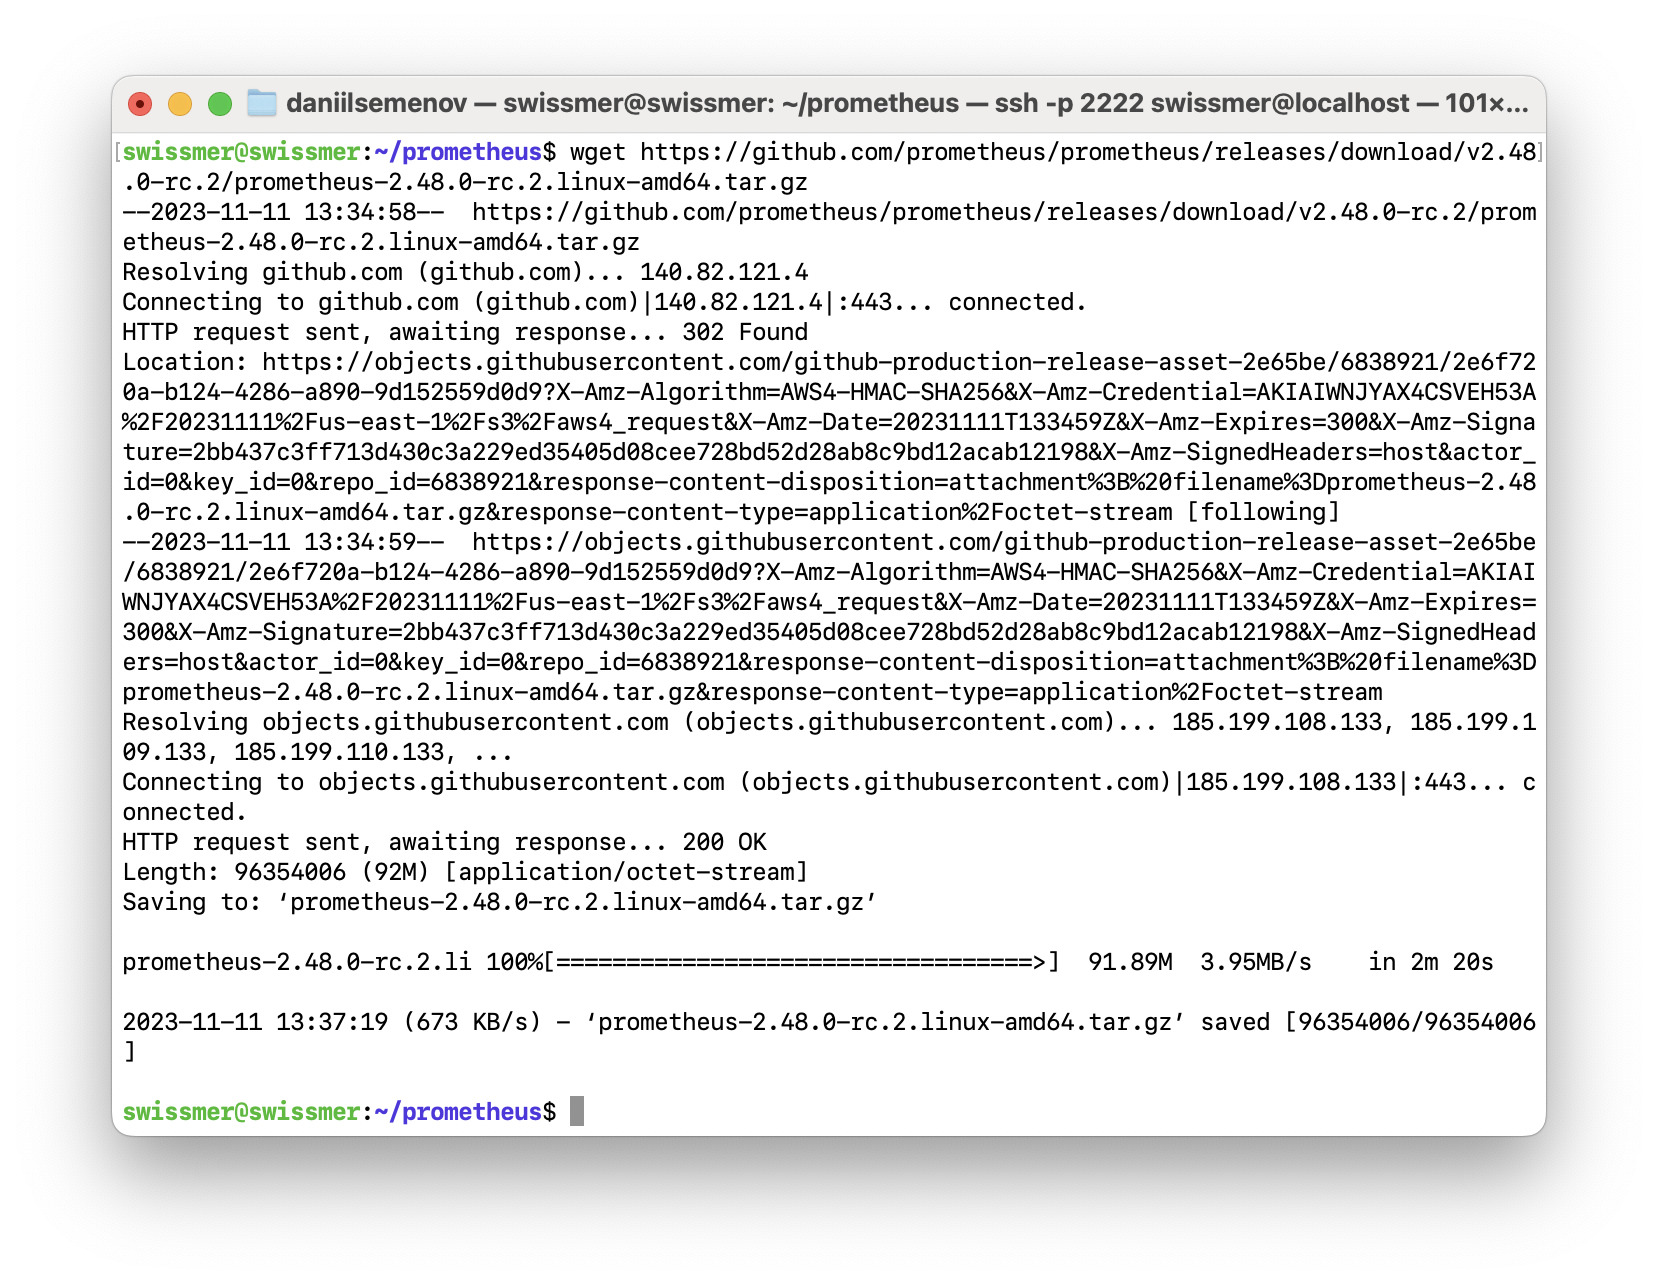 daniilsemenov — swissmer@swissmer: ~/prometheus — ssh -p 2222 swissmer@localhost — 101×...
[swissmer@swissmer:~/prometheus$ wget https://github.com/prometheus/prometheus/releases/download/v2.48]
.0-rc.2/prometheus-2.48.0-rc.2.linux-amd64.tar.gz
--2023-11-11 13:34:58--  https://github.com/prometheus/prometheus/releases/download/v2.48.0-rc.2/prom
etheus-2.48.0-rc.2.linux-amd64.tar.gz
Resolving github.com (github.com)... 140.82.121.4
Connecting to github.com (github.com)|140.82.121.4|:443... connected.
HTTP request sent, awaiting response... 302 Found
Location: https://objects.githubusercontent.com/github-production-release-asset-2e65be/6838921/2e6f72
0a-b124-4286-a890-9d152559d0d9?X-Amz-Algorithm=AWS4-HMAC-SHA256&X-Amz-Credential=AKIAIWNJYAX4CSVEH53A
%2F20231111%2Fus-east-1%2Fs3%2Faws4_request&X-Amz-Date=20231111T133459Z&X-Amz-Expires=300&X-Amz-Signa
ture=2bb437c3ff713d430c3a229ed35405d08cee728bd52d28ab8c9bd12acab12198&X-Amz-SignedHeaders=host&actor_
id=0&key_id=0&repo_id=6838921&response-content-disposition=attachment%3B%20filename%3Dprometheus-2.48
.0-rc.2.linux-amd64.tar.gz&response-content-type=application%2Foctet-stream [following]
--2023-11-11 13:34:59--  https://objects.githubusercontent.com/github-production-release-asset-2e65be
/6838921/2e6f720a-b124-4286-a890-9d152559d0d9?X-Amz-Algorithm=AWS4-HMAC-SHA256&X-Amz-Credential=AKIAI
WNJYAX4CSVEH53A%2F20231111%2Fus-east-1%2Fs3%2Faws4_request&X-Amz-Date=20231111T133459Z&X-Amz-Expires=
300&X-Amz-Signature=2bb437c3ff713d430c3a229ed35405d08cee728bd52d28ab8c9bd12acab12198&X-Amz-SignedHead
ers=host&actor_id=0&key_id=0&repo_id=6838921&response-content-disposition=attachment%3B%20filename%3D
prometheus-2.48.0-rc.2.linux-amd64.tar.gz&response-content-type=application%2Foctet-stream
Resolving objects.githubusercontent.com (objects.githubusercontent.com)... 185.199.108.133, 185.199.1
09.133, 185.199.110.133, ...
Connecting to objects.githubusercontent.com (objects.githubusercontent.com)|185.199.108.133|:443... c
onnected.
HTTP request sent, awaiting response... 200 OK
Length: 96354006 (92M) [application/octet-stream]
Saving to: ‘prometheus-2.48.0-rc.2.linux-amd64.tar.gz’
prometheus-2.48.0-rc.2.li 100%[==================================>]  91.89M  3.95MB/s    in 2m 20s
2023-11-11 13:37:19 (673 KB/s) - ‘prometheus-2.48.0-rc.2.linux-amd64.tar.gz’ saved [96354006/96354006
]
swissmer@swissmer:~/prometheus$